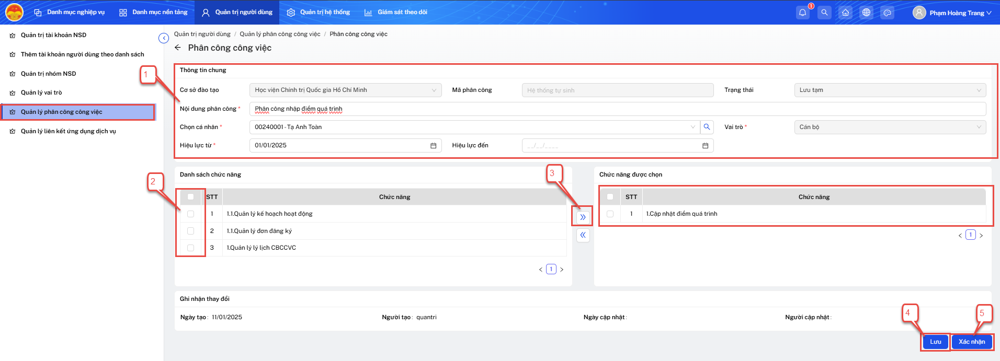 Danh mục nghiệp vụ Danh mục nền tảng Quản trị người dùng Quản trị hệ thống Giám sát theo dõi 1 Phạm Hoàng Trang
Quản trị tài khoản NSD
Thêm tài khoản người dùng theo danh sách
Quản trị nhóm NSD
Quản lý vai trò
Quản lý phân công công việc
Quản lý liên kết ứng dụng dịch vụ
Quản trị người dùng / Quản lý phân công công việc / Phân công công việc
Phân công công việc
1
Thông tin chung
Cơ sở đào tạo Học viện Chính trị Quốc gia Hồ Chí Minh Mã phân công Hệ thống tự sinh Trạng thái Lưu tạm
Nội dung phân công * Phân công nhập điểm quá trình
Chọn cá nhân * 00240001 - Tạ Anh Toàn Vai trò * Cán bộ
Hiệu lực từ * 01/01/2025 Hiệu lực đến __/__/____
2
Danh sách chức năng
STT Chức năng
1 1.1.Quản lý kế hoạch hoạt động
2 1.1.Quản lý đơn đăng ký
3 1.Quản lý lý lịch CBCCVC
< 1 >
3
Chức năng được chọn
STT Chức năng
1 1.Cập nhật điểm quá trình
< 1 >
Ghi nhận thay đổi
Ngày tạo: 11/01/2025 Người tạo: quantri Ngày cập nhật: Người cập nhật:
4 5
Lưu Xác nhận